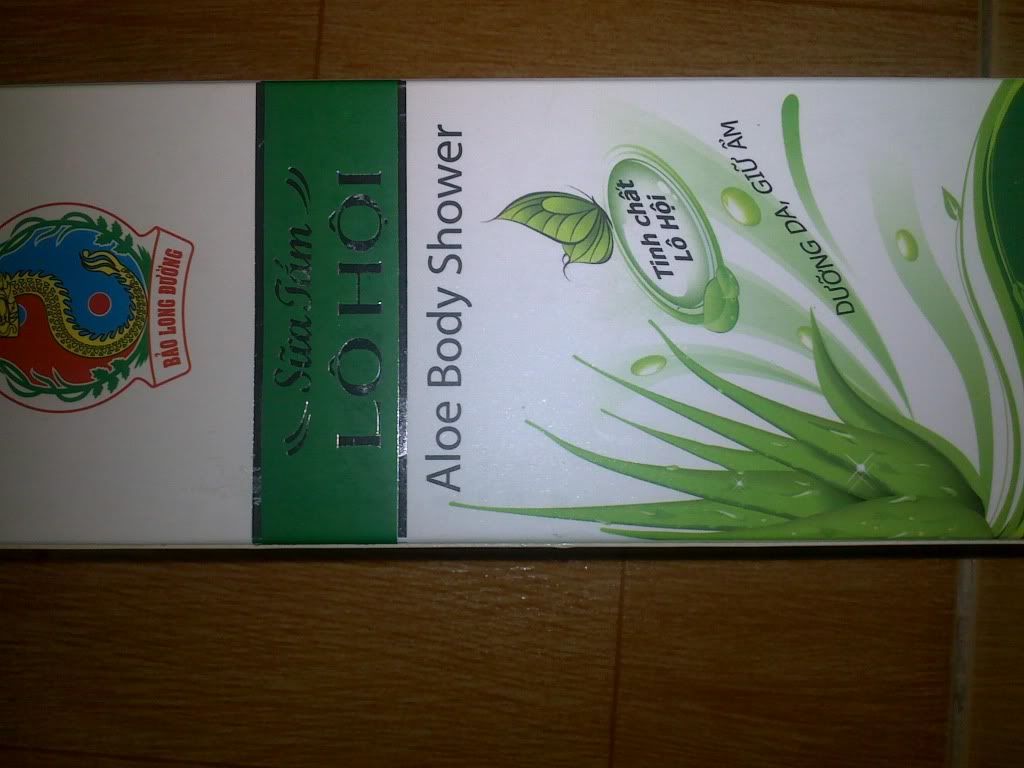 BẢO LONG ĐƯỜNG
Sữa Tắm
LÔ HỘI
Aloe Body Shower
Tinh chất
Lô Hội
DƯỠNG DA, GIỮ ẨM